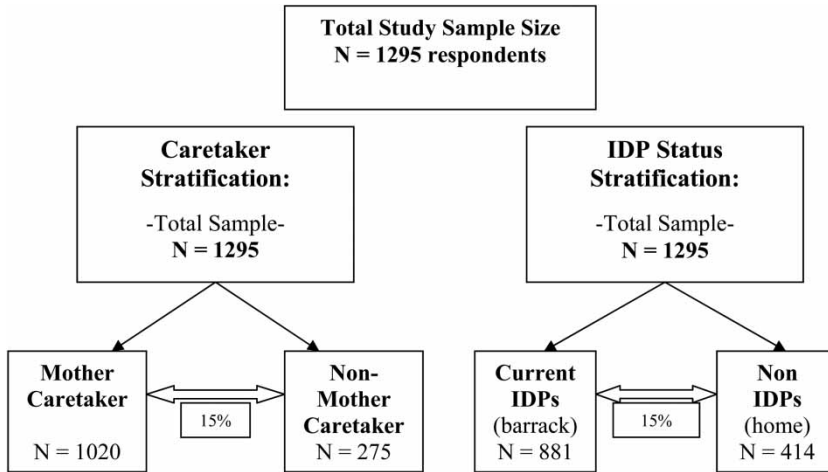 Total Study Sample Size
N = 1295 respondents
Caretaker
Stratification:
-Total Sample-
N = 1295
IDP Status
Stratification:
-Total Sample-
N = 1295
Mother
Caretaker
N = 1020
15%
Non-
Mother
Caretaker
N = 275
Current
IDPs
(barrack)
N = 881
15%
Non
IDPs
(home)
N = 414